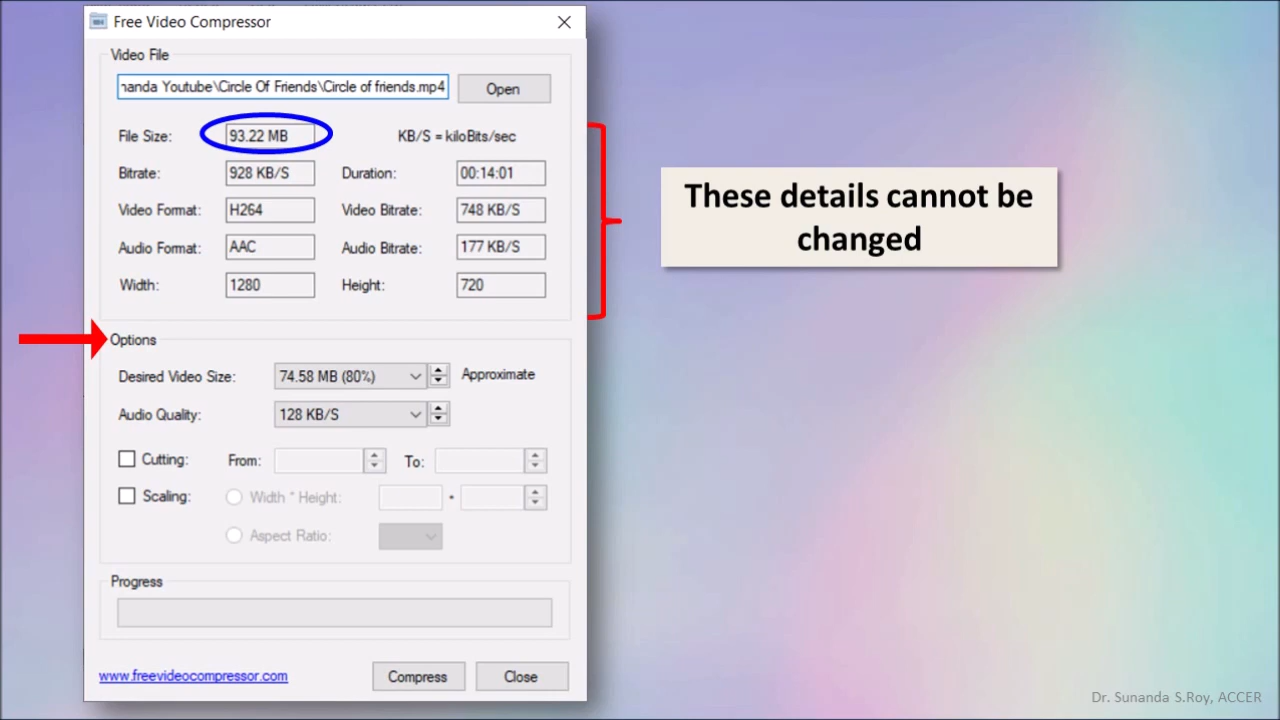 Free Video Compressor
Video File
nanda Youtube\Circle Of Friends\Circle of friends.mp4
Open
File Size: 93.22 MB KB/S = kiloBits/sec
Bitrate: 928 KB/S Duration: 00:14:01
Video Format: H264 Video Bitrate: 748 KB/S
Audio Format: AAC Audio Bitrate: 177 KB/S
Width: 1280 Height: 720
These details cannot be
changed
Options
Desired Video Size: 74.58 MB (80%) Approximate
Audio Quality: 128 KB/S
Cutting: From: To:
Scaling: Width * Height: *
Aspect Ratio:
Progress
www.freevideocompressor.com Compress Close
Dr. Sunanda S.Roy, ACCER